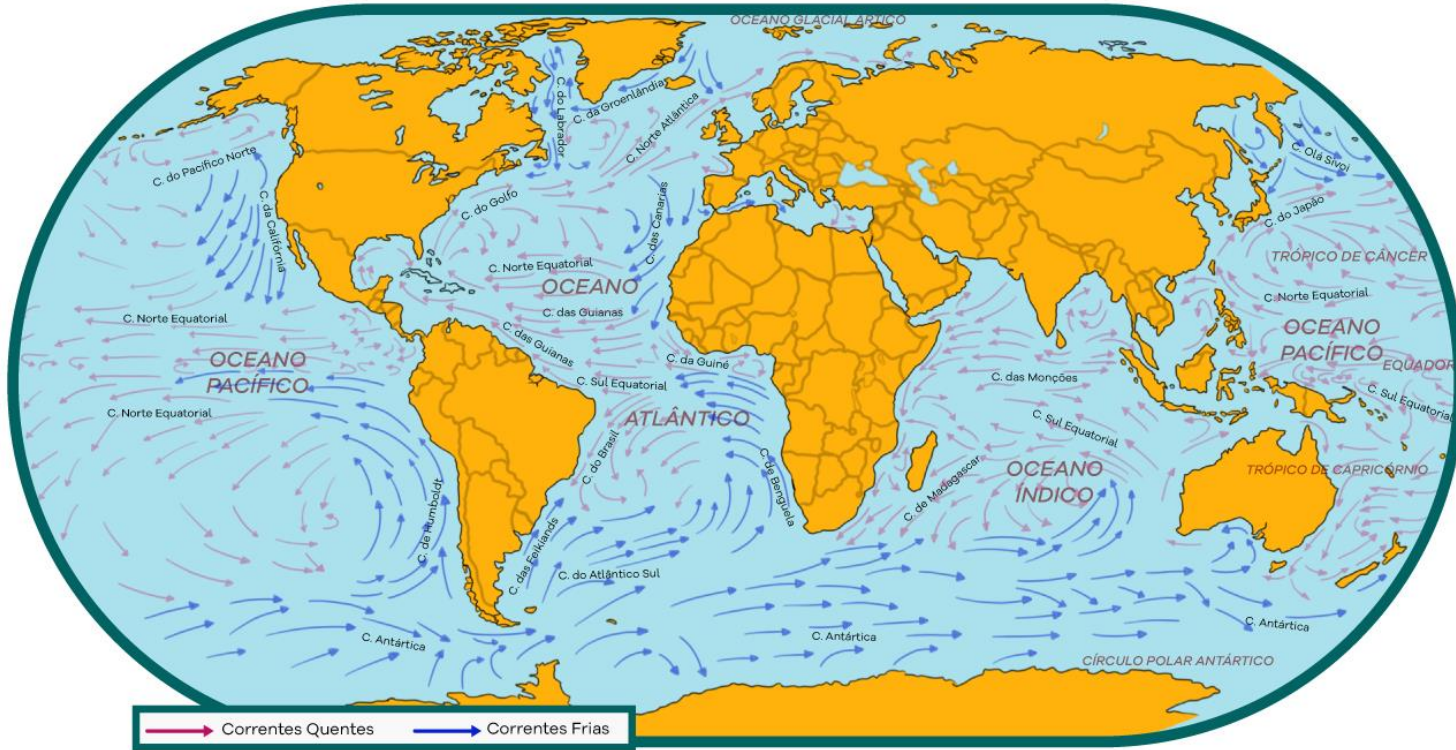 OCEANO GLACIAL ÁRTICO
C. do Labrador
C. da Groenlândia
C. Norte Atlântica
C. do Pacífico Norte
C. da Califórnia
C. do Golfo
C. das Canarias
C. Olá Sivoi
C. do Japão
TRÓPICO DE CÂNCER
C. Norte Equatorial
OCEANO
C. das Guianas
C. Norte Equatorial
C. Norte Equatorial
OCEANO
PACÍFICO
C. das Guianas
C. da Guiné
C. Sul Equatorial
ATLÂNTICO
C. das Monções
OCEANO
PACÍFICO
EQUADOR
C. Sul Equatorial
C. Norte Equatorial
C. Sul Equatorial
C. do Brasil
C. de Benguela
C. de Madagascar
OCEANO
ÍNDICO
TRÓPICO DE CAPRICÓRNIO
C. de Humboldt
C. das Felklands
C. do Atlântico Sul
C. Antártica
C. Antártica
C. Antártica
CÍRCULO POLAR ANTÁRTICO
Correntes Quentes
Correntes Frias